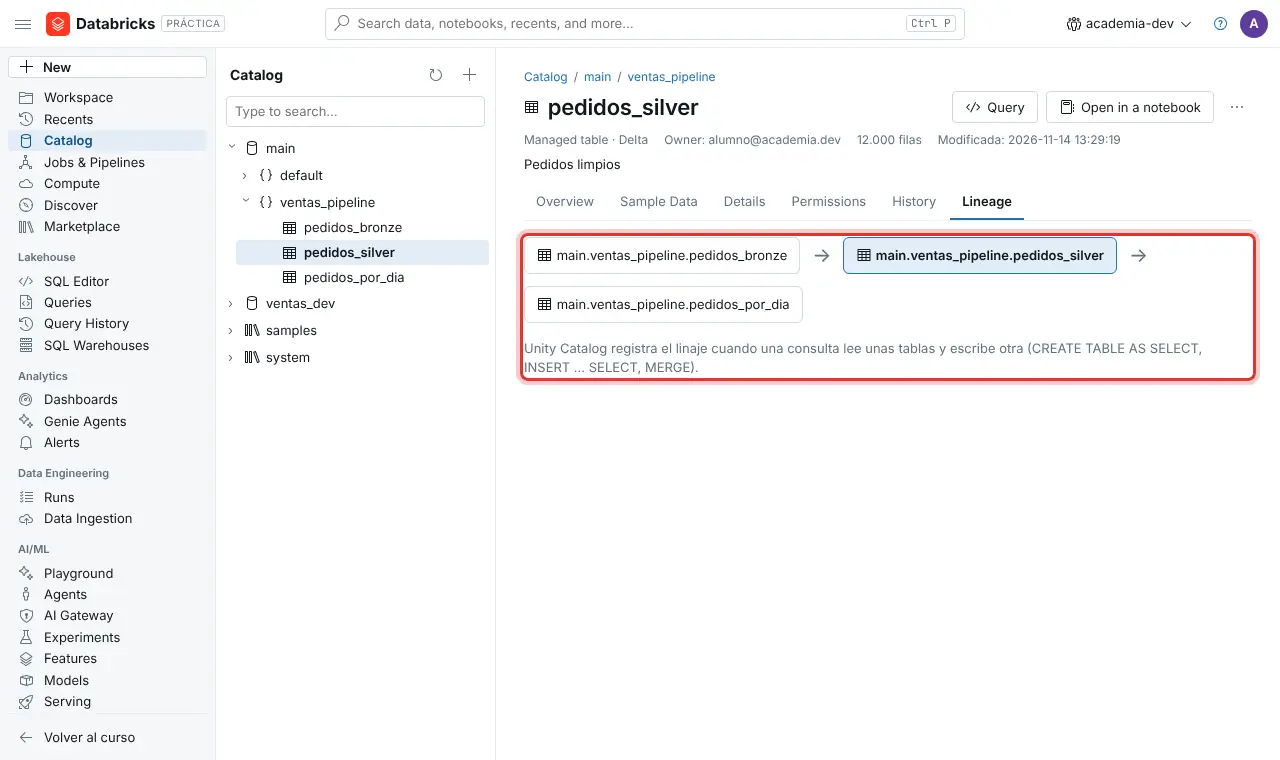 Databricks PRÁCTICA
Search data, notebooks, recents, and more... Ctrl P
academia-dev
A
New
Workspace
Recents
Catalog
Jobs & Pipelines
Compute
Discover
Marketplace
Lakehouse
SQL Editor
Queries
Query History
SQL Warehouses
Analytics
Dashboards
Genie Agents
Alerts
Data Engineering
Runs
Data Ingestion
AI/ML
Playground
Agents
AI Gateway
Experiments
Features
Models
Serving
Volver al curso
Catalog
Type to search...
main
default
ventas_pipeline
pedidos_bronze
pedidos_silver
pedidos_por_dia
ventas_dev
samples
system
Catalog / main / ventas_pipeline
pedidos_silver
Query
Open in a notebook
Managed table · Delta Owner: alumno@academia.dev 12.000 filas Modificada: 2026-11-14 13:29:19
Pedidos limpios
Overview Sample Data Details Permissions History Lineage
main.ventas_pipeline.pedidos_bronze → main.ventas_pipeline.pedidos_silver →
main.ventas_pipeline.pedidos_por_dia
Unity Catalog registra el linaje cuando una consulta lee unas tablas y escribe otra (CREATE TABLE AS SELECT,
INSERT ... SELECT, MERGE).